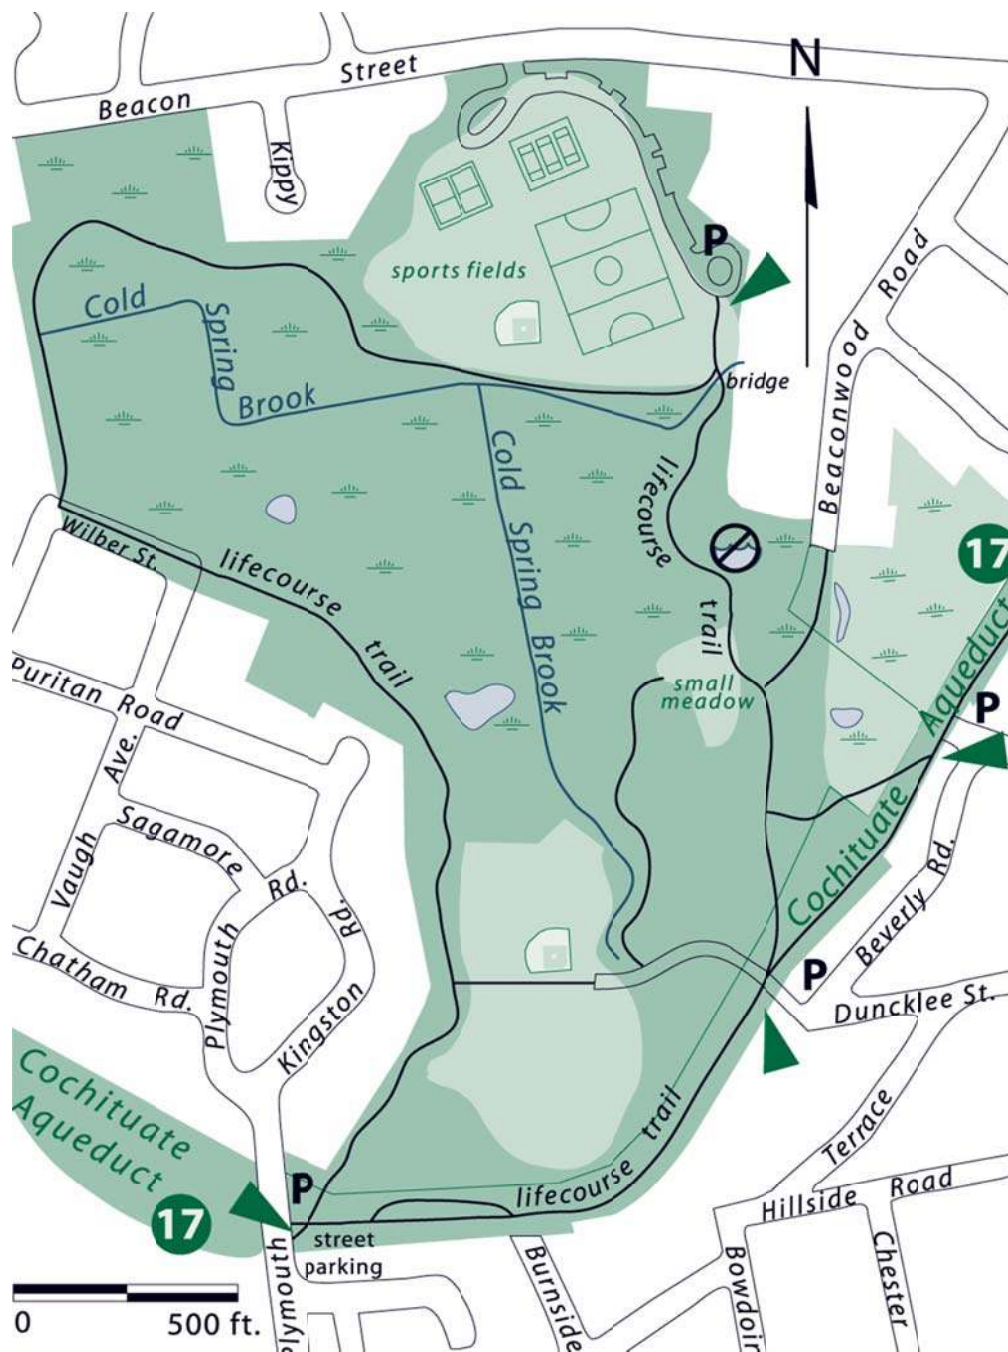 Beacon Street
N
Kippy
P
sports fields
Beaconwood Road
Cold Spring Brook
bridge
Cold Spring Brook
lifecourse trail
17
Wilber St.
lifecourse trail
Aqueduct
small
meadow
P
Puritan Road
Vaugh Ave.
Sagamore Rd.
Cochituate
Beverly Rd.
Plymouth
Kingston Rd.
Chatham Rd.
P
Duncklee St.
Cochituate
Aqueduct
17
P
lifecourse trail
Terrace
Hillside Road
street
parking
Plymouth
Burnside
Bowdoin
Chester
0 500 ft.